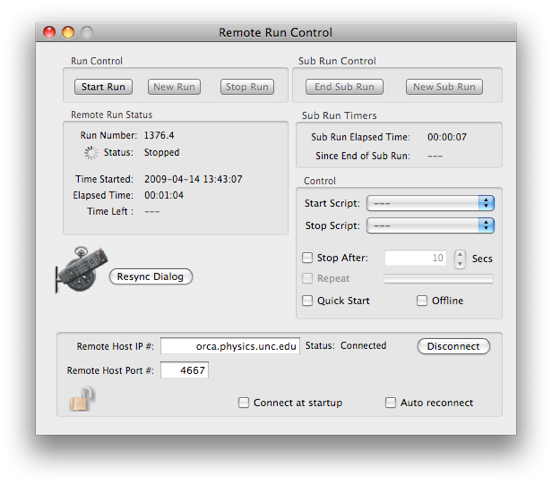 Remote Run Control
Run Control
Start Run New Run Stop Run
Sub Run Control
End Sub Run New Sub Run
Remote Run Status
Run Number: 1376.4
Status: Stopped
Time Started: 2009-04-14 13:43:07
Elapsed Time: 00:01:04
Time Left : ---
Sub Run Timers
Sub Run Elapsed Time: 00:00:07
Since End of Sub Run: ---
Control
Start Script: ---
Stop Script: ---
Stop After: 10 Secs
Repeat
Quick Start Offline
Resync Dialog
Remote Host IP #: orca.physics.unc.edu Status: Connected Disconnect
Remote Host Port #: 4667
Connect at startup Auto reconnect